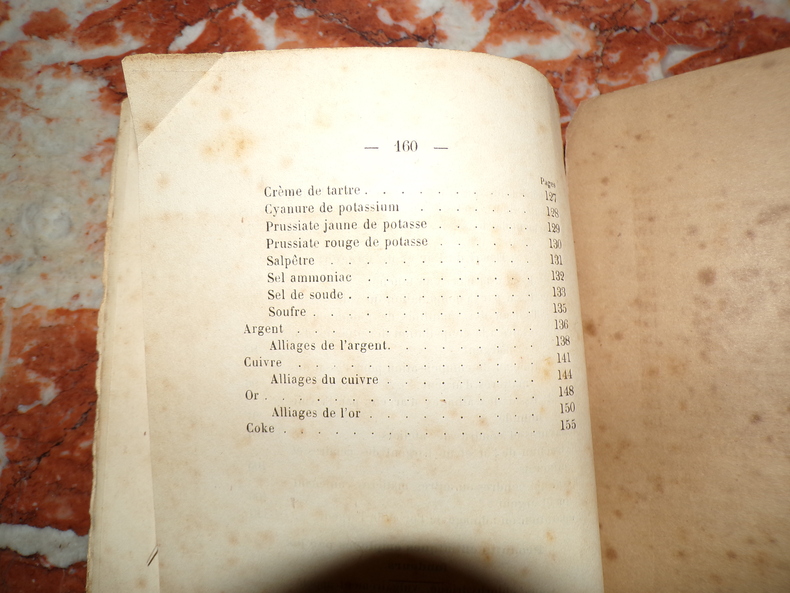 — 160 —
Pages
Crème de tartre . . . . . . . . . . 127
Cyanure de potassium . . . . . . . 128
Prussiate jaune de potasse . . . . . . 129
Prussiate rouge de potasse . . . . . . 130
Salpêtre . . . . . . . . . . . . 131
Sel ammoniac . . . . . . . . . . 132
Sel de soude . . . . . . . . . . . 133
Soufre . . . . . . . . . . . . . 135
Argent . . . . . . . . . . . . . 136
Alliages de l'argent. . . . . . . . . 138
Cuivre . . . . . . . . . . . . . 141
Alliages du cuivre . . . . . . . . . 144
Or . . . . . . . . . . . . . . . 148
Alliages de l'or . . . . . . . . . . 150
Coke . . . . . . . . . . . . . . 155